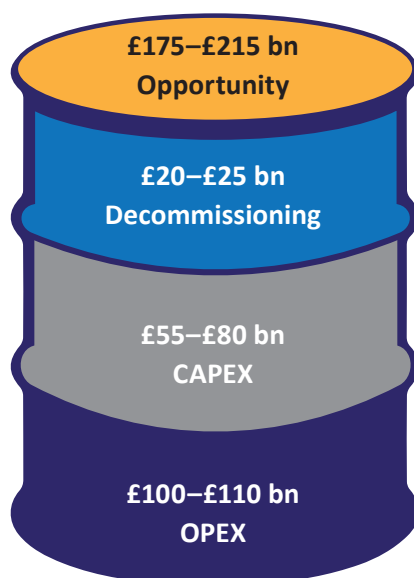 £175–£215 bn
Opportunity
£20–£25 bn
Decommissioning
£55–£80 bn
CAPEX
£100–£110 bn
OPEX